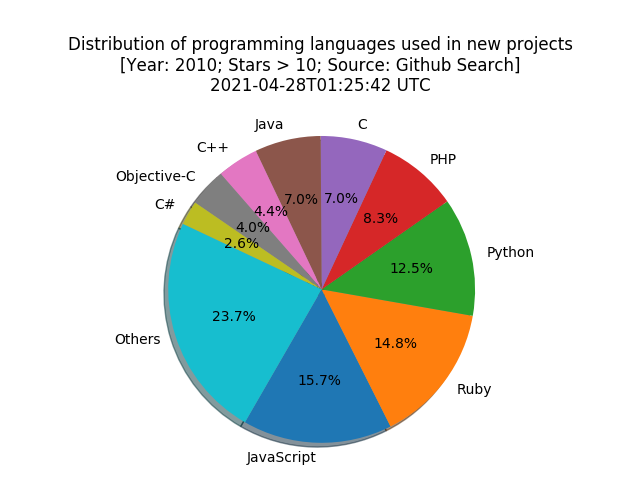 Distribution of programming languages used in new projects
[Year: 2010; Stars > 10; Source: Github Search]
2021-04-28T01:25:42 UTC
Java
C
C++
PHP
Objective-C
C#
7.0%
7.0%
4.4%
8.3%
4.0%
2.6%
Python
12.5%
23.7%
Others
14.8%
15.7%
Ruby
JavaScript